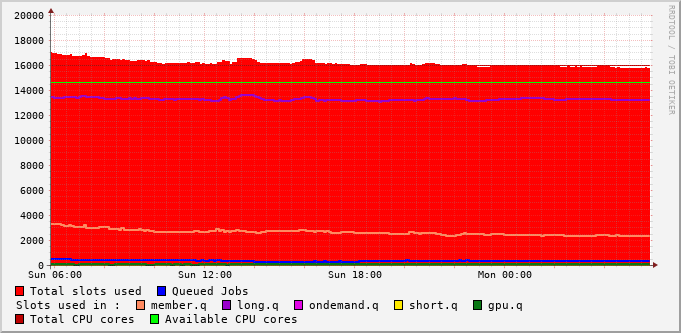 20000
18000
16000
14000
12000
10000
8000
6000
4000
2000
0
Sun 06:00 Sun 12:00 Sun 18:00 Mon 00:00
RRDTOOL / TOBI OETIKER
Total slots used Queued Jobs
Slots used in : member.q long.q ondemand.q short.q gpu.q
Total CPU cores Available CPU cores